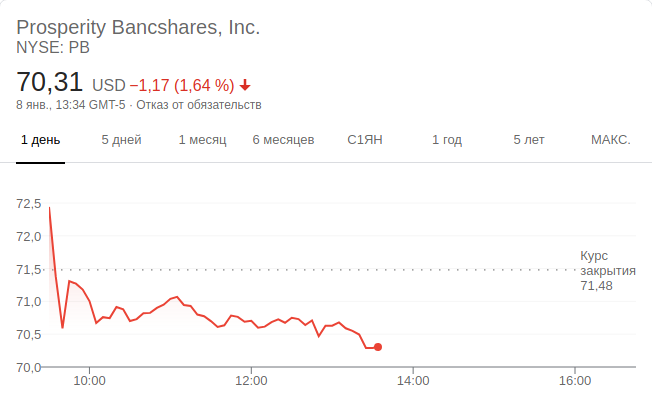 Prosperity Bancshares, Inc.
NYSE: PB
70,31 USD −1,17 (1,64 %)
8 янв., 13:34 GMT-5 · Отказ от обязательств
1 день 5 дней 1 месяц 6 месяцев С1ЯН 1 год 5 лет МАКС.
72,5
72,0
71,5
71,0
70,5
70,0
Курс
закрытия
71,48
10:00 12:00 14:00 16:00